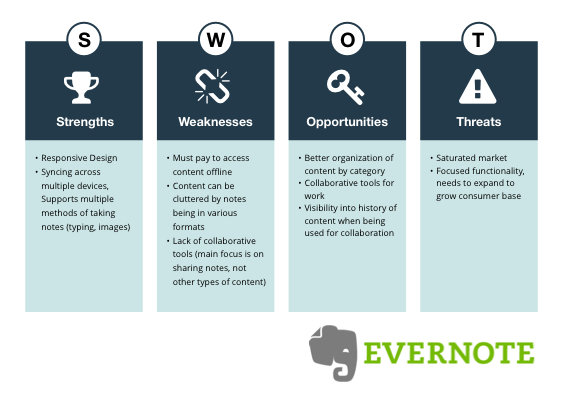 S
Strengths
• Responsive Design
• Syncing across
multiple devices,
Supports multiple
methods of taking
notes (typing, images)
W
Weaknesses
• Must pay to access
content offline
• Content can be
cluttered by notes
being in various
formats
• Lack of collaborative
tools (main focus is on
sharing notes, not
other types of content)
O
Opportunities
• Better organization of
content by category
• Collaborative tools for
work
• Visibility into history of
content when being
used for collaboration
T
Threats
• Saturated market
• Focused functionality,
needs to expand to
grow consumer base
EVERNOTE